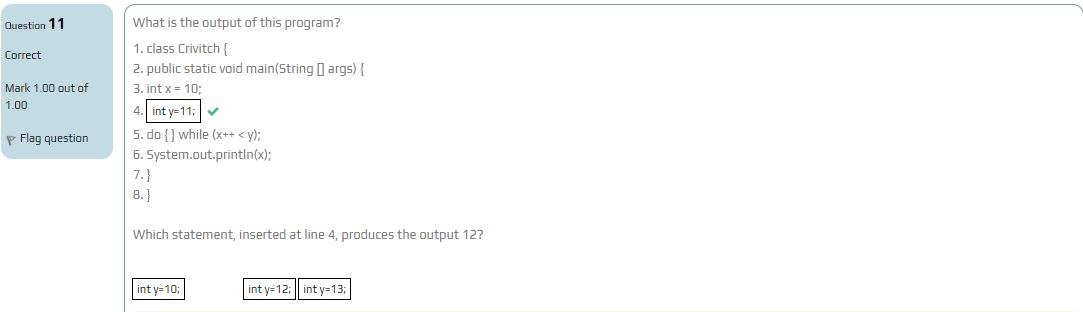 Question 11
Correct
Mark 1.00 out of
1.00
Flag question
What is the output of this program?
1. class Crivitch {
2. public static void main(String [] args) {
3. int x = 10;
4. int y=11;
5. do { } while (x++ < y);
6. System.out.println(x);
7. }
8. }
Which statement, inserted at line 4, produces the output 12?
int y=10; int y=12; int y=13;